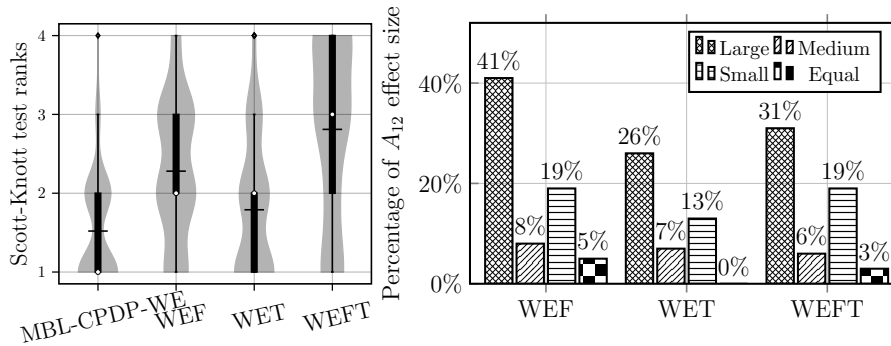 Scott-Knott test ranks
4
3
2
1
MBL-CPDP-WE
WEF
WET
WEFT
Percentage of A12 effect size
40%
20%
0%
Large Medium
Small Equal
41%
8%
19%
5%
26%
7%
13%
0%
31%
6%
19%
3%
WEF
WET
WEFT